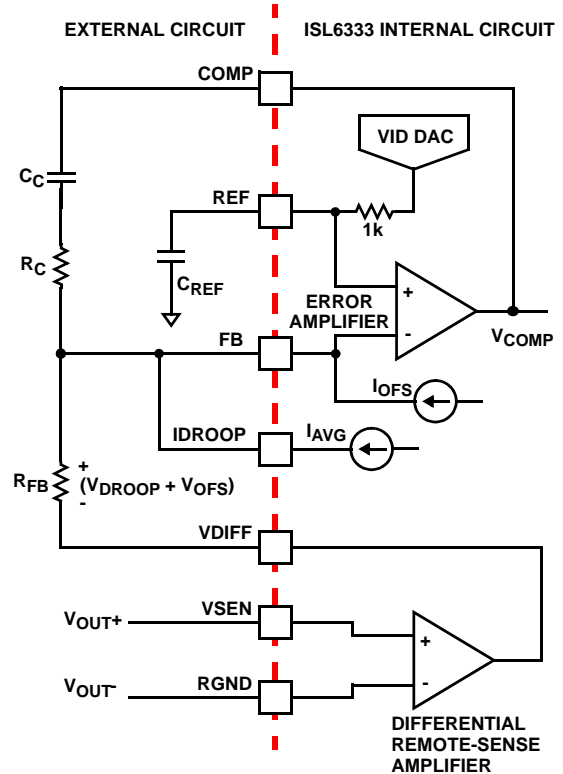 EXTERNAL CIRCUIT
ISL6333 INTERNAL CIRCUIT
COMP
VID DAC
CC
REF
1k
RC
CREF
ERROR
AMPLIFIER
+
-
VCOMP
FB
IOFS
IDROOP
IAVG
RFB
+
(VDROOP + VOFS)
-
VDIFF
VOUT+
VSEN
+
VOUT-
RGND
-
DIFFERENTIAL
REMOTE-SENSE
AMPLIFIER